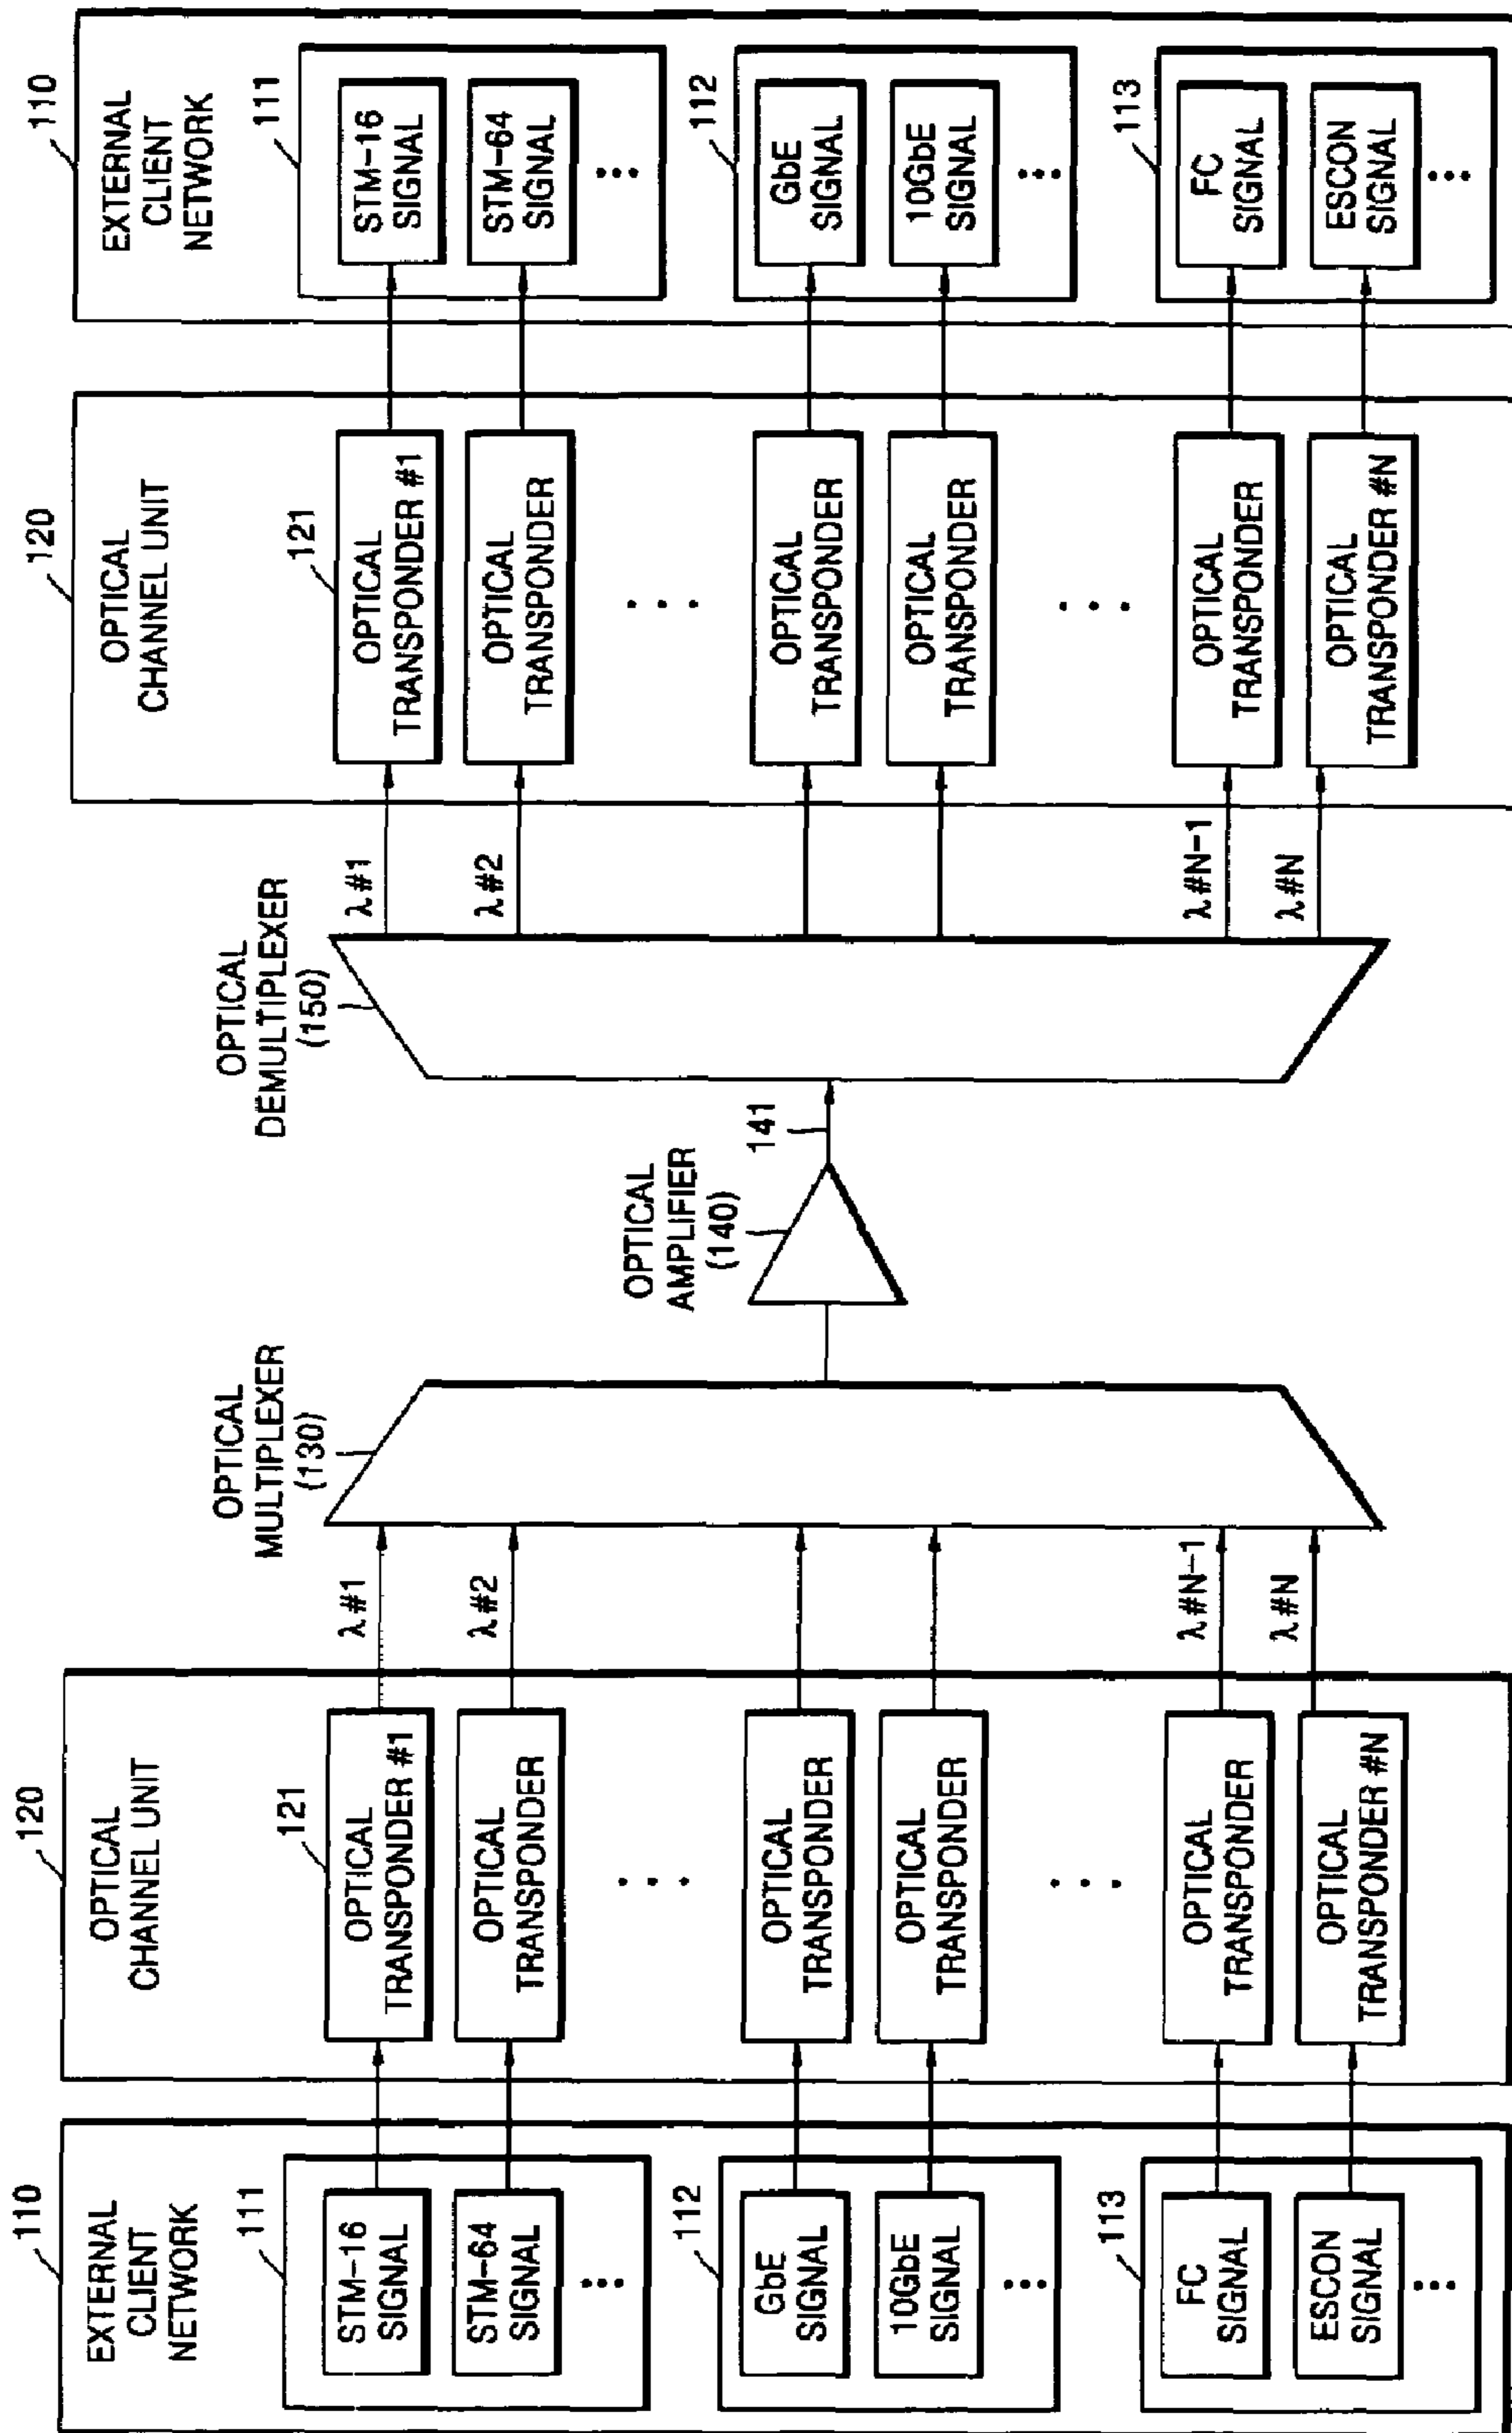 110
EXTERNAL
CLIENT
NETWORK
111
STM-16
SIGNAL
STM-64
SIGNAL
...
112
GbE
SIGNAL
10GbE
SIGNAL
...
113
FC
SIGNAL
ESCON
SIGNAL
...
120
OPTICAL
CHANNEL UNIT
121
OPTICAL
TRANSPONDER #1
OPTICAL
TRANSPONDER
...
OPTICAL
TRANSPONDER
OPTICAL
TRANSPONDER
...
OPTICAL
TRANSPONDER
OPTICAL
TRANSPONDER #N
λ#1
λ#2
λ#N-1
λ#N
OPTICAL
MULTIPLEXER
(130)
OPTICAL
AMPLIFIER
(140)
141
OPTICAL
DEMULTIPLEXER
(150)
λ#1
λ#2
λ#N-1
λ#N
120
OPTICAL
CHANNEL UNIT
121
OPTICAL
TRANSPONDER #1
OPTICAL
TRANSPONDER
...
OPTICAL
TRANSPONDER
OPTICAL
TRANSPONDER
...
OPTICAL
TRANSPONDER
OPTICAL
TRANSPONDER #N
110
EXTERNAL
CLIENT
NETWORK
111
STM-16
SIGNAL
STM-64
SIGNAL
...
112
GbE
SIGNAL
10GbE
SIGNAL
...
113
FC
SIGNAL
ESCON
SIGNAL
...